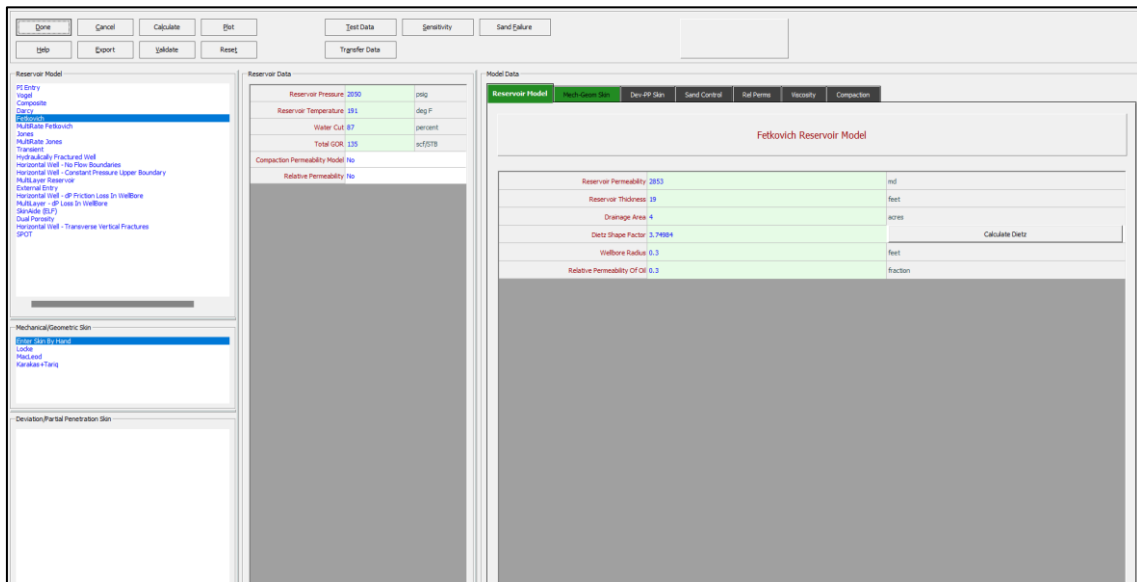 Done Cancel Calculate Plot Test Data Sensitivity Sand Failure
Help Export Validate Reset Transfer Data
Reservoir Model
PI Entry
Vogel
Composite
Darcy
Fetkovich
MultiRate Fetkovich
Jones
MultiRate Jones
Transient
Hydraulically Fractured Well
Horizontal Well - No Flow Boundaries
Horizontal Well - Constant Pressure Upper Boundary
MultiLayer Reservoir
External Entry
Horizontal Well - dP Friction Loss In WellBore
MultiLayer - dP Loss In WellBore
SkinAide (ELF)
Dual Porosity
Horizontal Well - Transverse Vertical Fractures
SPOT
Mechanical/Geometric Skin
Enter Skin By Hand
Locke
MacLeod
Karakas+Tariq
Deviation/Partial Penetration Skin
Reservoir Data
Reservoir Pressure 2050 psig
Reservoir Temperature 191 deg F
Water Cut 87 percent
Total GOR 135 scf/STB
Compaction Permeability Model No
Relative Permeability No
Model Data
Reservoir Model Mech-Geom Skin Dev-PP Skin Sand Control Rel Perms Viscosity Compaction
Fetkovich Reservoir Model
Reservoir Permeability 2853 md
Reservoir Thickness 19 feet
Drainage Area 4 acres
Dietz Shape Factor 3.74984 Calculate Dietz
Wellbore Radius 0.3 feet
Relative Permeability Of Oil 0.3 fraction